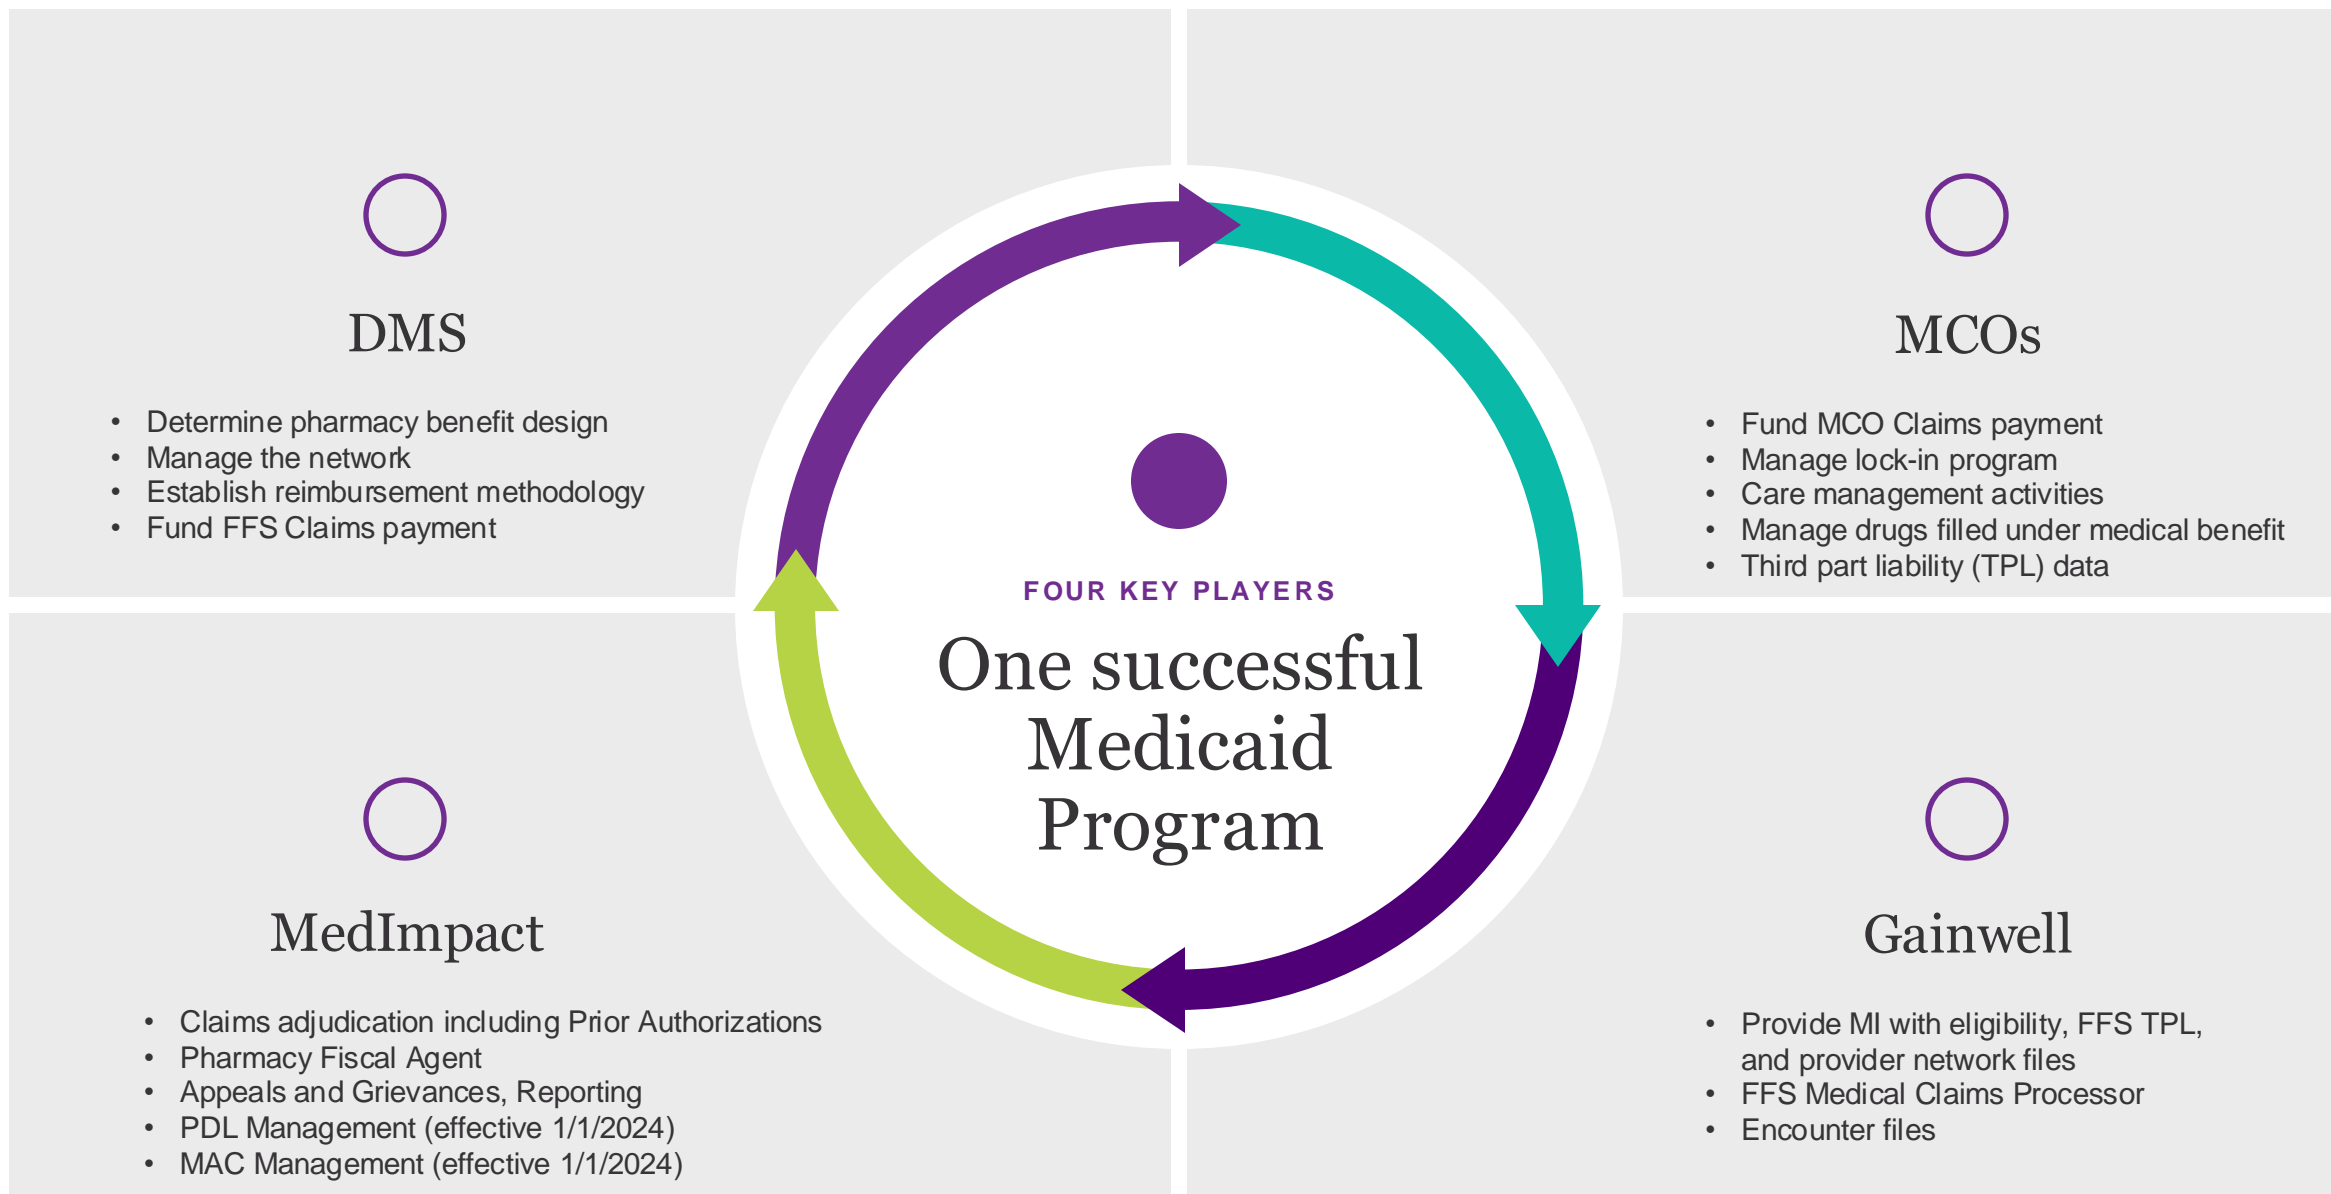 DMS
• Determine pharmacy benefit design
• Manage the network
• Establish reimbursement methodology
• Fund FFS Claims payment
MCOs
• Fund MCO Claims payment
• Manage lock-in program
• Care management activities
• Manage drugs filled under medical benefit
• Third part liability (TPL) data
FOUR KEY PLAYERS
One successful
Medicaid
Program
MedImpact
• Claims adjudication including Prior Authorizations
• Pharmacy Fiscal Agent
• Appeals and Grievances, Reporting
• PDL Management (effective 1/1/2024)
• MAC Management (effective 1/1/2024)
Gainwell
• Provide MI with eligibility, FFS TPL,
and provider network files
• FFS Medical Claims Processor
• Encounter files